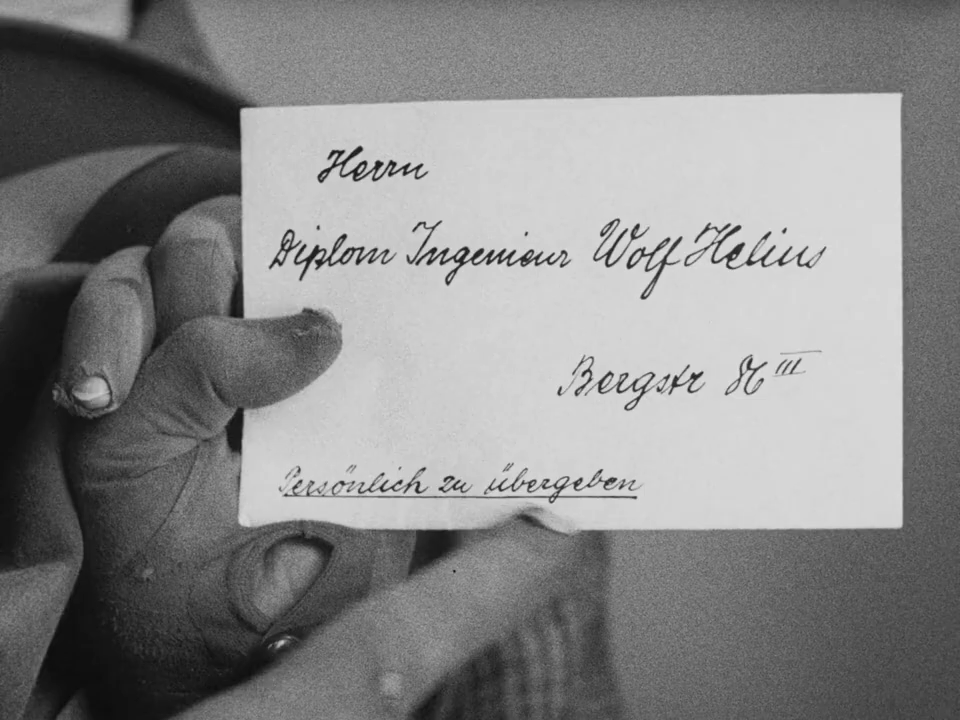 Herrn
Diplom Ingenieur Wolf Helius
Bergstr 86 III
Persönlich zu übergeben